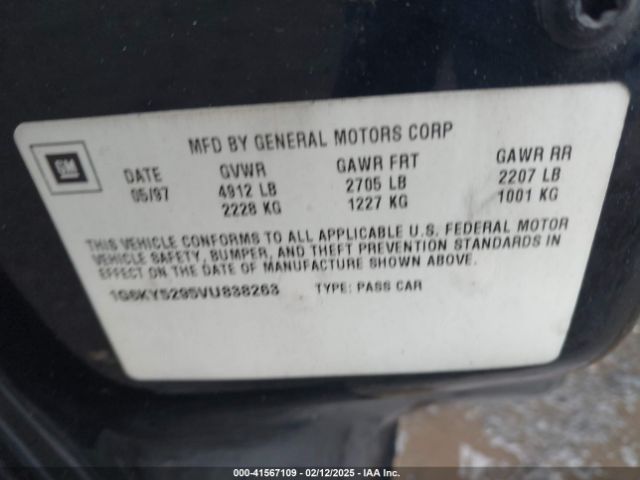 MFD BY GENERAL MOTORS CORP
GM
DATE GVWR GAWR FRT GAWR RR
05/97 4912 LB 2705 LB 2207 LB
2228 KG 1227 KG 1001 KG
THIS VEHICLE CONFORMS TO ALL APPLICABLE U.S. FEDERAL MOTOR
VEHICLE SAFETY, BUMPER, AND THEFT PREVENTION STANDARDS IN
EFFECT ON THE DATE OF MANUFACTURE SHOWN ABOVE.
1G6KY5295VU838263 TYPE: PASS CAR
000-41567109 - 02/12/2025 - IAA Inc.